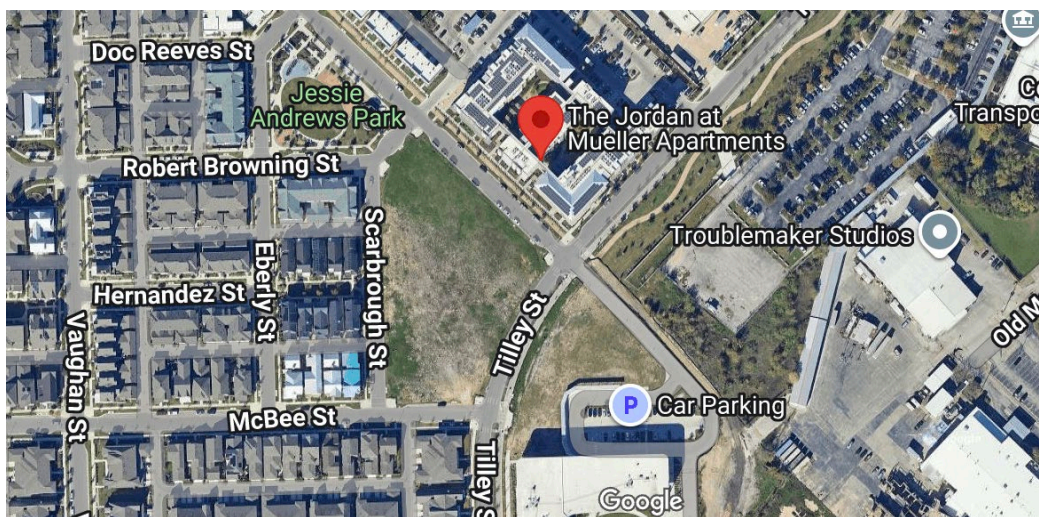 Doc Reeves St
Jessie
Andrews Park
The Jordan at
Mueller Apartments
Robert Browning St
Transpo
Troublemaker Studios
Scarbrough St
Eberly St
Hernandez St
Vaughan St
Tilley St
Old M
McBee St
P
Car Parking
Tilley S
Google